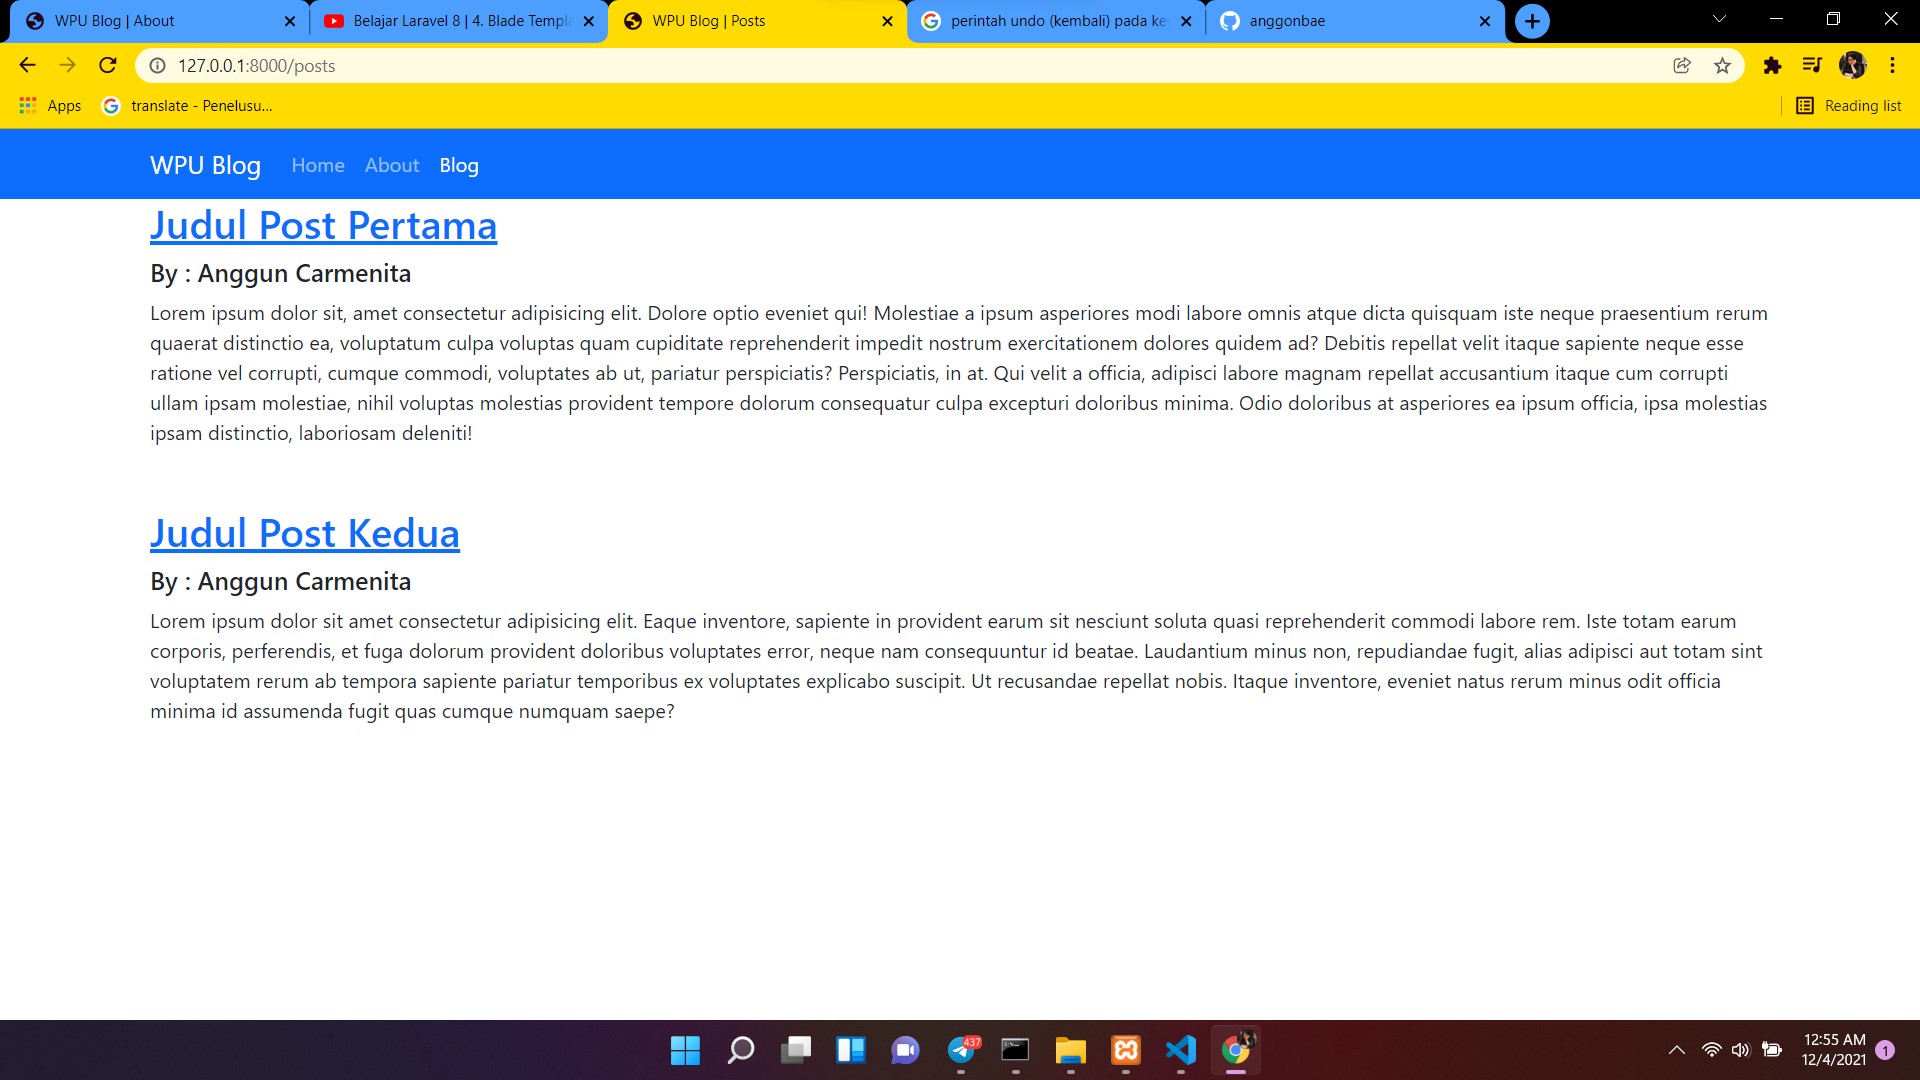 WPU Blog | About
Belajar Laravel 8 | 4. Blade Templa
WPU Blog | Posts
perintah undo (kembali) pada key
anggonbae
127.0.0.1:8000/posts
Apps
translate - Penelusu...
Reading list
WPU Blog Home About Blog
Judul Post Pertama
By : Anggun Carmenita
Lorem ipsum dolor sit, amet consectetur adipisicing elit. Dolore optio eveniet qui! Molestiae a ipsum asperiores modi labore omnis atque dicta quisquam iste neque praesentium rerum
quaerat distinctio ea, voluptatum culpa voluptas quam cupiditate reprehenderit impedit nostrum exercitationem dolores quidem ad? Debitis repellat velit itaque sapiente neque esse
ratione vel corrupti, cumque commodi, voluptates ab ut, pariatur perspiciatis? Perspiciatis, in at. Qui velit a officia, adipisci labore magnam repellat accusantium itaque cum corrupti
ullam ipsam molestiae, nihil voluptas molestias provident tempore dolorum consequatur culpa excepturi doloribus minima. Odio doloribus at asperiores ea ipsum officia, ipsa molestias
ipsam distinctio, laboriosam deleniti!
Judul Post Kedua
By : Anggun Carmenita
Lorem ipsum dolor sit amet consectetur adipisicing elit. Eaque inventore, sapiente in provident earum sit nesciunt soluta quasi reprehenderit commodi labore rem. Iste totam earum
corporis, perferendis, et fuga dolorum provident doloribus voluptates error, neque nam consequuntur id beatae. Laudantium minus non, repudiandae fugit, alias adipisci aut totam sint
voluptatem rerum ab tempora sapiente pariatur temporibus ex voluptates explicabo suscipit. Ut recusandae repellat nobis. Itaque inventore, eveniet natus rerum minus odit officia
minima id assumenda fugit quas cumque numquam saepe?
437
12:55 AM
12/4/2021
1